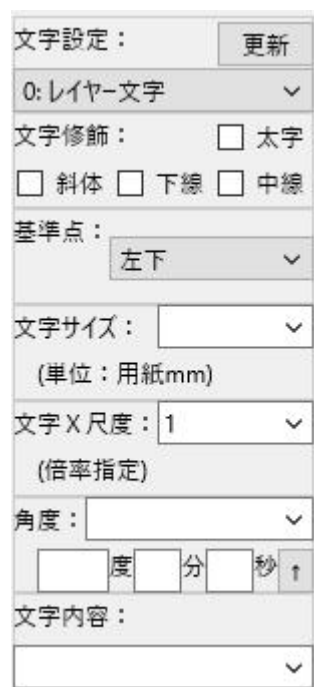 文字設定： 更新
0: レイヤー文字
文字修飾： 太字
斜体 下線 中線
基準点：
左下
文字サイズ：
(単位：用紙mm)
文字X尺度： 1
(倍率指定)
角度：
度 分 秒 ↑
文字内容：